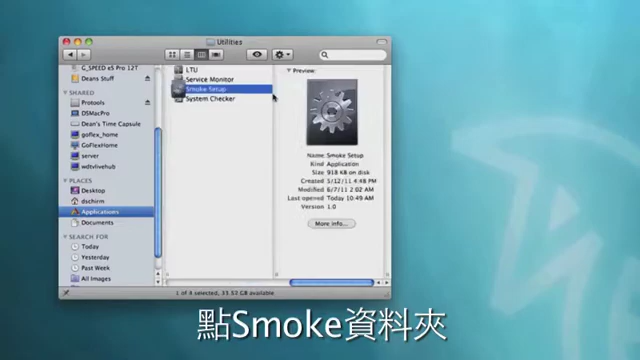 Utilities
G_SPEED eS Pro 12T
Deans Stuff
SHARED
Protools
DSMacPro
Dean's Time Capsule
goflex_home
GoFlexHome
server
wdtvlivehub
PLACES
Desktop
dschirm
Applications
Documents
SEARCH FOR
Today
Yesterday
Past Week
All Images
LTU
Service Monitor
Smoke Setup
System Checker
Preview:
Name Smoke Setup
Kind Application
Size 918 KB on disk
Created 5/12/11 4:48 PM
Modified 6/7/11 2:02 AM
Last opened Today 10:49 AM
Version 1.0
More info...
1 of 4 selected, 33.52 GB available
點Smoke資料夾